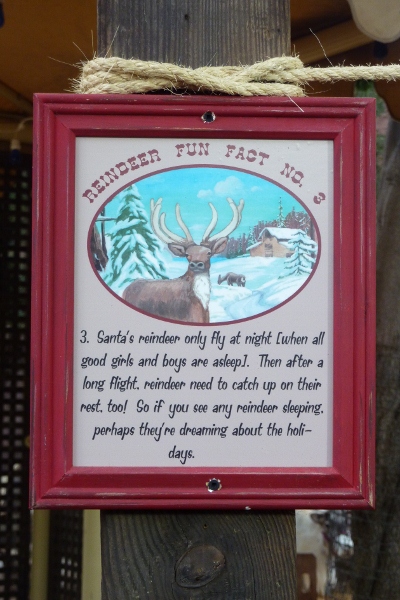 REINDEER FUN FACT NO. 3
3. Santa's reindeer only fly at night [when all
good girls and boys are asleep]. Then after a
long flight, reindeer need to catch up on their
rest, too! So if you see any reindeer sleeping,
perhaps they're dreaming about the holi-
days.